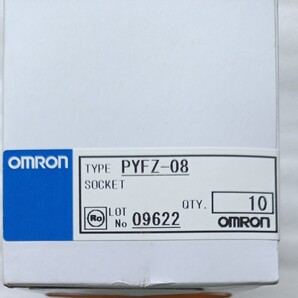 OMRON
TYPE PYFZ-08
SOCKET
Ro LOT No 09622 QTY. 10
OMRON